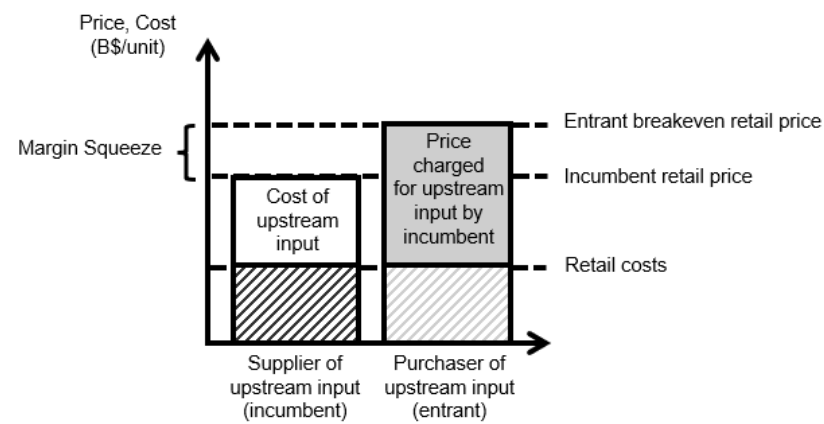 Price, Cost
(B$/unit)
Margin Squeeze
Cost of
upstream
input
Price
charged
for upstream
input by
incumbent
Entrant breakeven retail price
Incumbent retail price
Retail costs
Supplier of
upstream input
(incumbent)
Purchaser of
upstream input
(entrant)